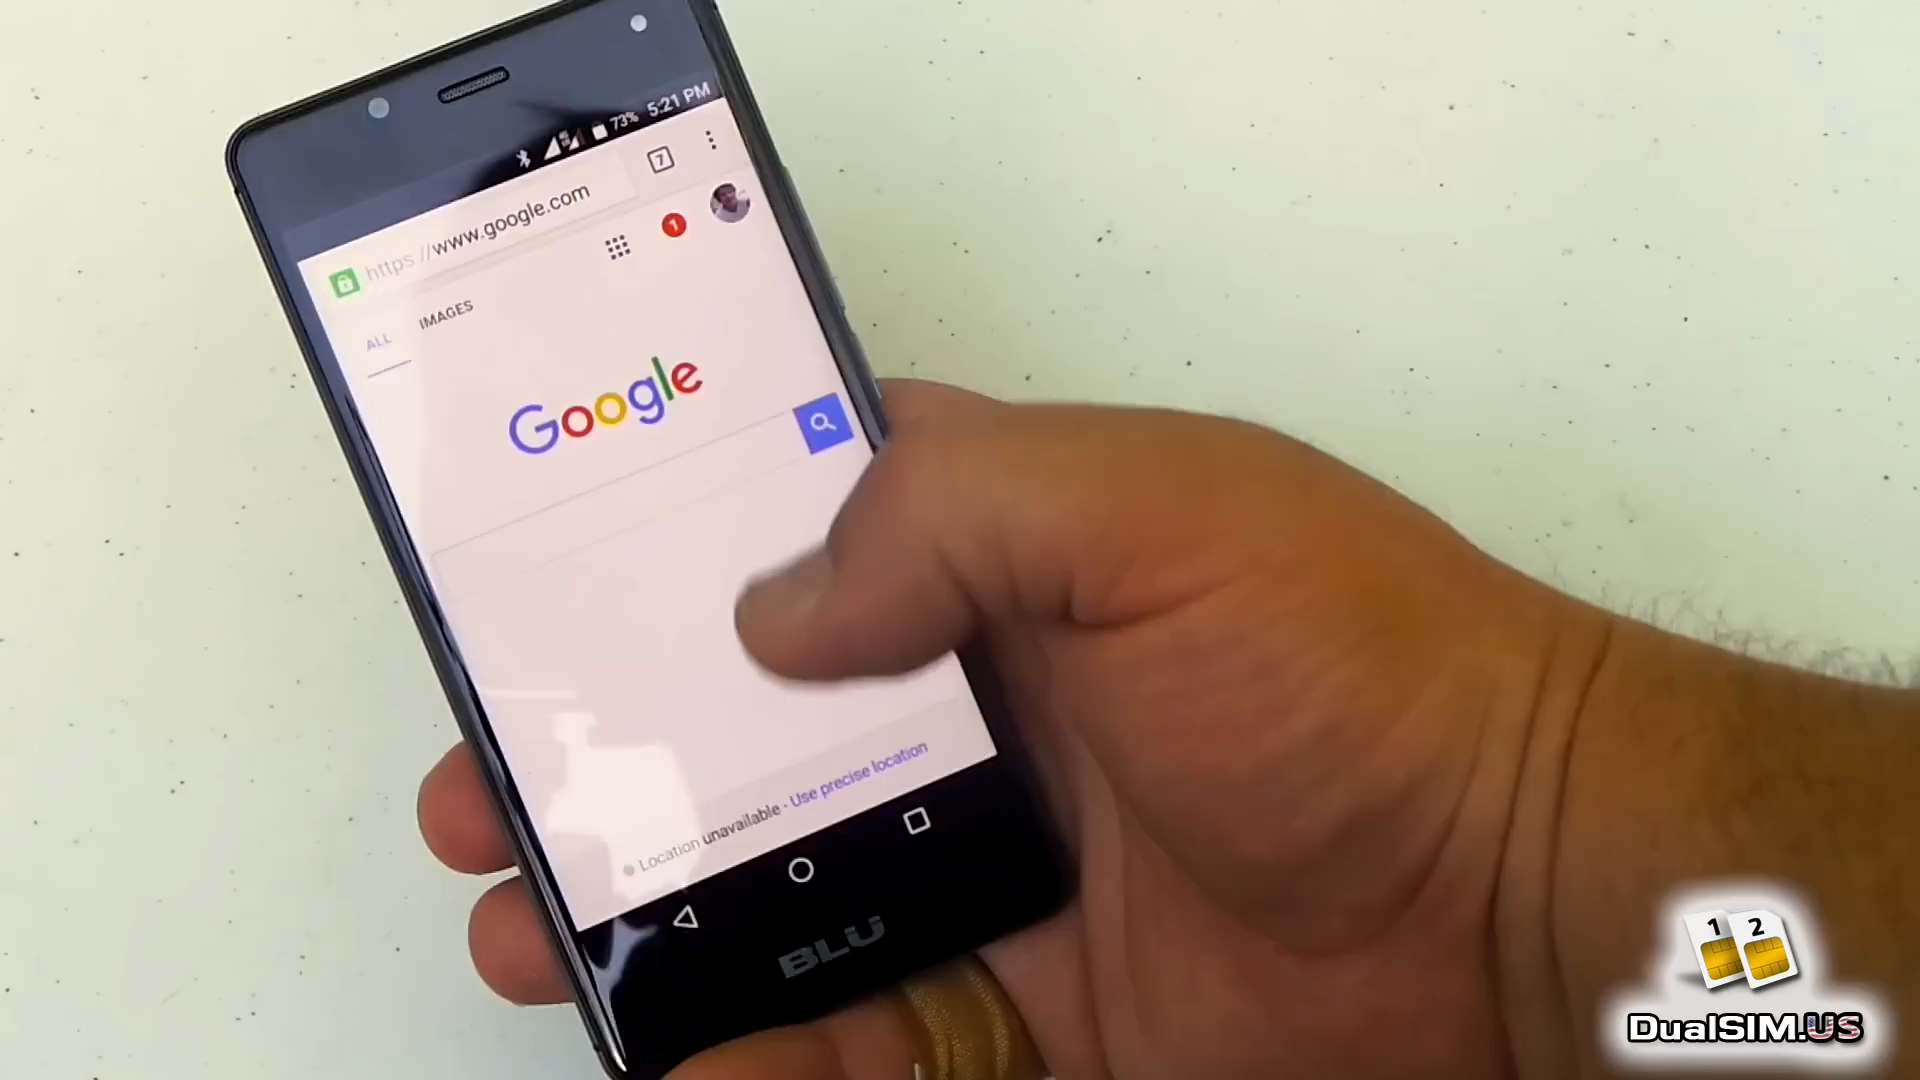 73% 5:21 PM
https://www.google.com
7
1
ALL IMAGES
Google
Location unavailable - Use precise location
BLU
1 2
DualSIM.US